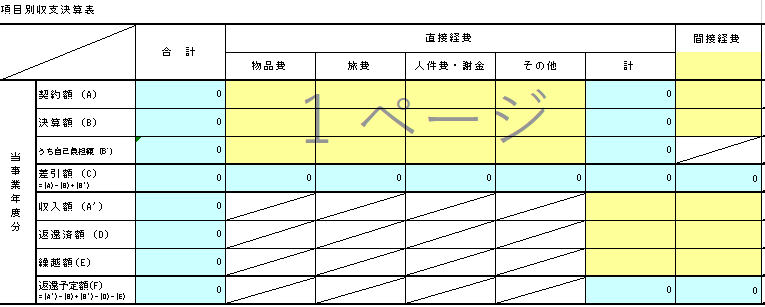 項目別収支決算表
合 計
直接経費
間接経費
物品費 旅費 人件費・謝金 その他 計
契約額 (A) 0 0
決算額 (B) 0 0
うち自己負担額 (B') 0 0
差引額 (C) 0 0 0 0 0 0 0
=(A)-(B)+(B')
収入額 (A') 0
返還済額 (D) 0
繰越額(E) 0
返還予定額(F) 0 0 0
=(A')-(B)+(B')-(D)-(E)
当事業年度分
1 ページ